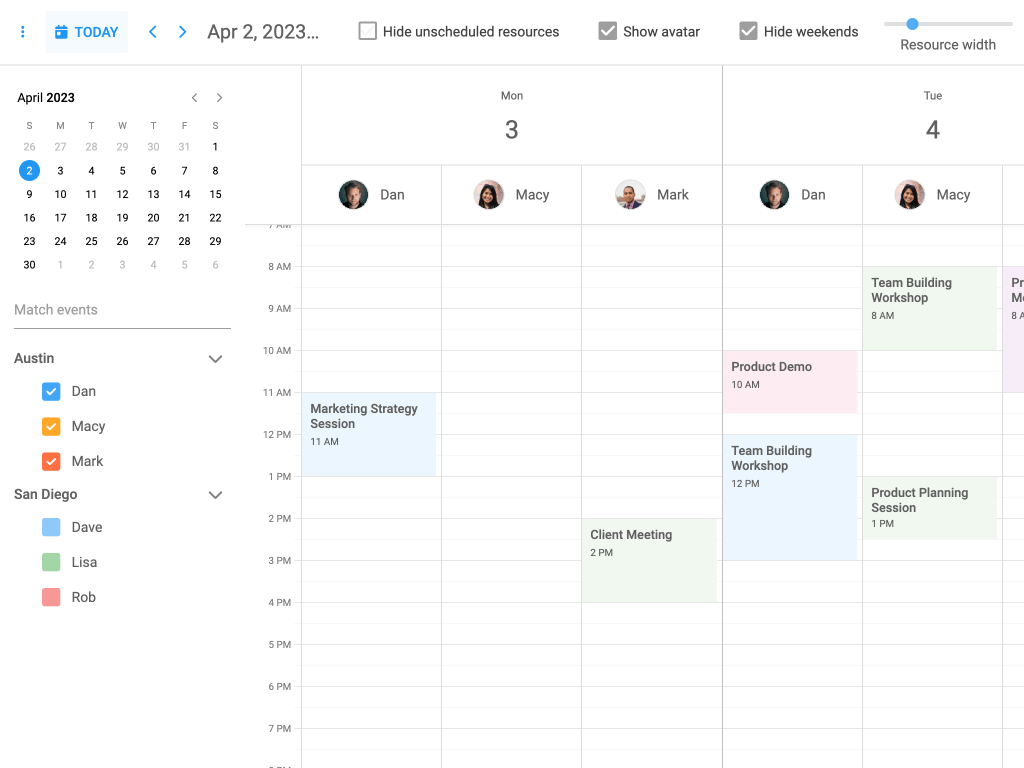 TODAY
Apr 2, 2023…
Hide unscheduled resources
Show avatar
Hide weekends
Resource width
April 2023
S M T W T F S
26 27 28 29 30 31 1
2 3 4 5 6 7 8
9 10 11 12 13 14 15
16 17 18 19 20 21 22
23 24 25 26 27 28 29
30 1 2 3 4 5 6
Match events
Austin
Dan
Macy
Mark
San Diego
Dave
Lisa
Rob
Mon
3
Tue
4
Dan
Macy
Mark
Dan
Macy
7 AM
8 AM
9 AM
10 AM
11 AM
12 PM
1 PM
2 PM
3 PM
4 PM
5 PM
6 PM
7 PM
Marketing Strategy
Session
11 AM
Client Meeting
2 PM
Product Demo
10 AM
Team Building
Workshop
12 PM
Team Building
Workshop
8 AM
Product Planning
Session
1 PM